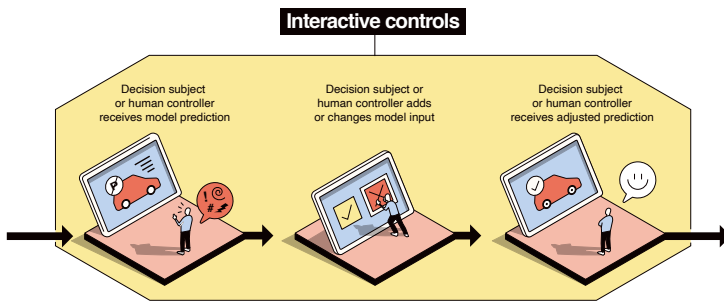 Interactive controls
Decision subject
or human controller
receives model prediction
Decision subject or
human controller adds
or changes model input
Decision subject
or human controller
receives adjusted prediction
P
!@
#⚡